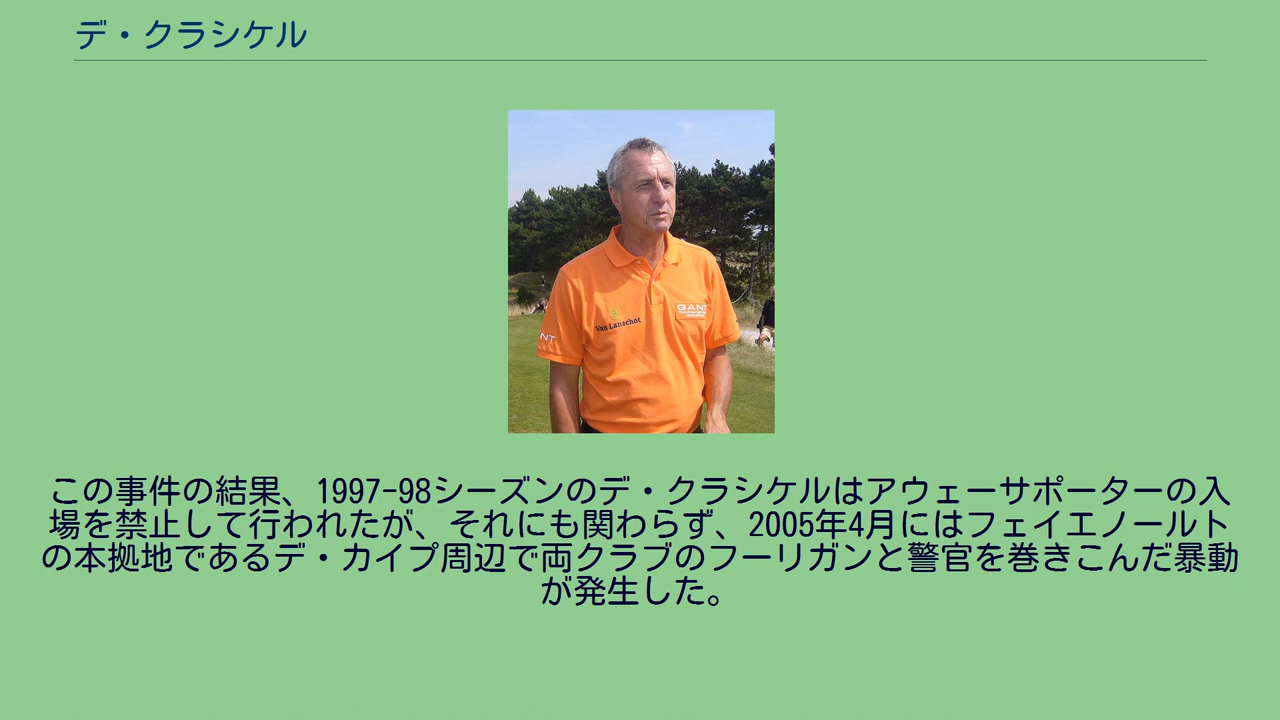 デ・クラシケル
Van Lanschot
GANT
NT
この事件の結果、1997-98シーズンのデ・クラシケルはアウェーサポーターの入
場を禁止して行われたが、それにも関わらず、2005年4月にはフェイエノールト
の本拠地であるデ・カイプ周辺で両クラブのフーリガンと警官を巻きこんだ暴動
が発生した。